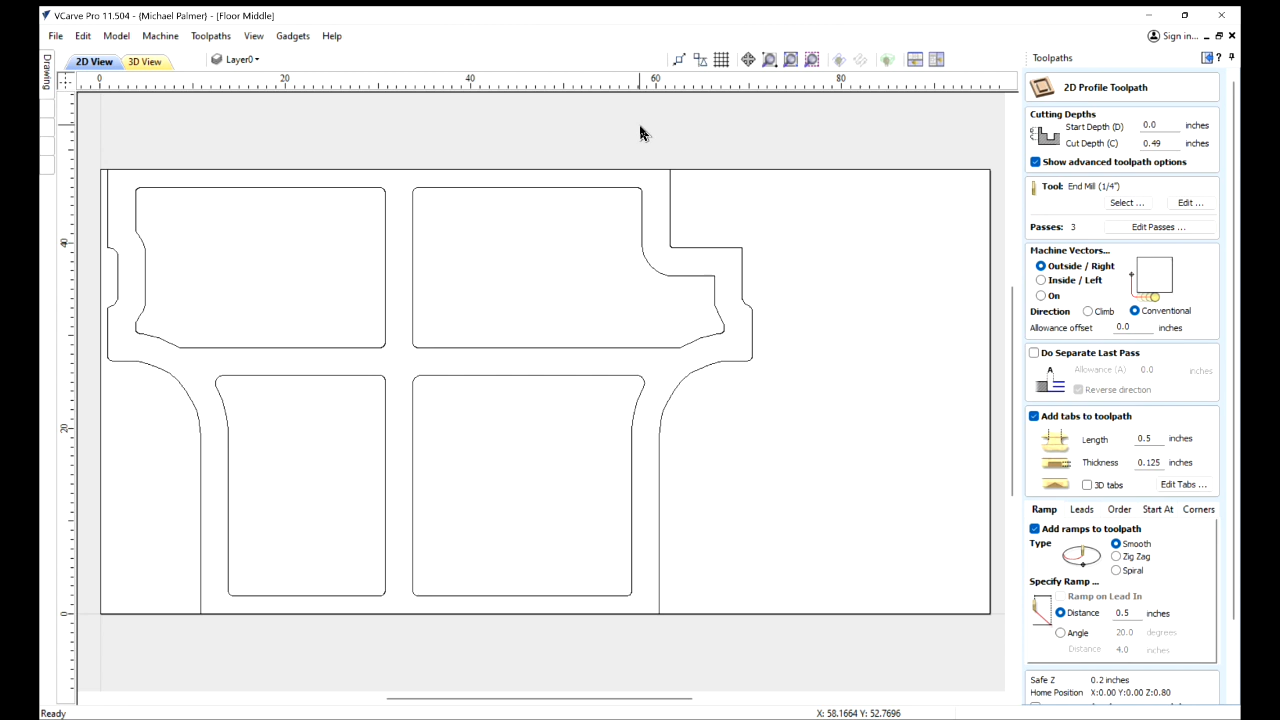 VCarve Pro 11.504 - {Michael Palmer} - [Floor Middle]
File Edit Model Machine Toolpaths View Gadgets Help
Sign in...
Drawing
2D View 3D View Layer0
Toolpaths
0 20 40 60 80
40
20
0
2D Profile Toolpath
Cutting Depths
Start Depth (D) 0.0 inches
Cut Depth (C) 0.49 inches
Show advanced toolpath options
Tool: End Mill (1/4")
Select ... Edit ...
Passes: 3 Edit Passes ...
Machine Vectors...
Outside / Right
Inside / Left
On
Direction Climb Conventional
Allowance offset 0.0 inches
Do Separate Last Pass
Allowance (A) 0.0 inches
Reverse direction
Add tabs to toolpath
Length 0.5 inches
Thickness 0.125 inches
3D tabs Edit Tabs ...
Ramp Leads Order Start At Corners
Add ramps to toolpath
Type Smooth
Zig Zag
Spiral
Specify Ramp ...
Ramp on Lead In
Distance 0.5 inches
Angle 20.0 degrees
Distance 4.0 inches
Safe Z 0.2 inches
Home Position X:0.00 Y:0.00 Z:0.80
Ready X: 58.1664 Y: 52.7696